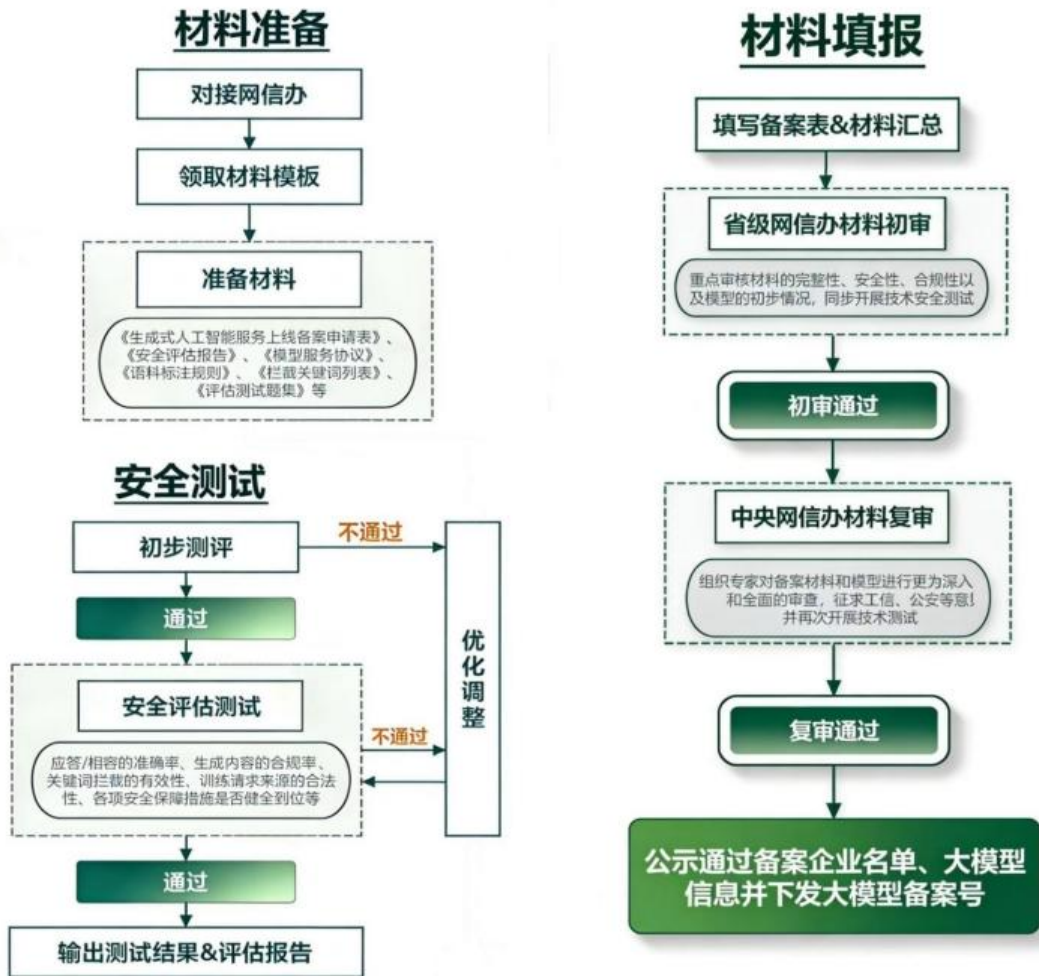 材料准备
对接网信办
领取材料模板
准备材料
《生成式人工智能服务上线备案申请表》、
《安全评估报告》、《模型服务协议》、
《语料标注规则》、《拦截关键词列表》、
《评估测试题集》等
安全测试
初步测评
不通过
通过
安全评估测试
应答/相容的准确率、生成内容的合规率、
关键词拦截的有效性、训练请求来源的合法
性、各项安全保障措施是否健全到位等
不通过
优化调整
通过
输出测试结果&评估报告
材料填报
填写备案表&材料汇总
省级网信办材料初审
重点审核材料的完整性、安全性、合规性以
及模型的初步情况，同步开展技术安全测试
初审通过
中央网信办材料复审
组织专家对备案材料和模型进行更为深入
和全面的审查，征求工信、公安等意
并再次开展技术测试
复审通过
公示通过备案企业名单、大模型
信息并下发大模型备案号